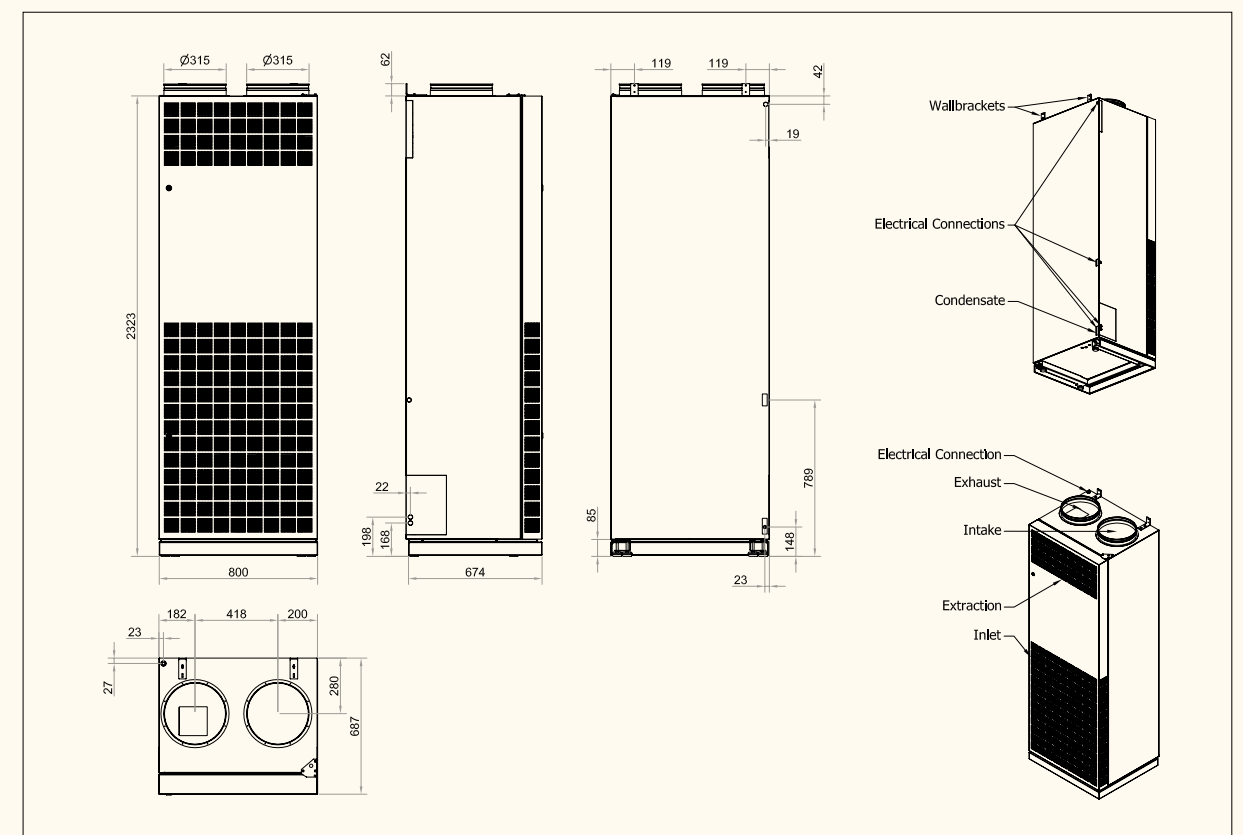 Ø315
Ø315
2323
800
62
22
198
168
674
119
119
42
19
789
85
148
23
182
418
200
23
27
280
687
Wallbrackets
Electrical Connections
Condensate
Electrical Connection
Exhaust
Intake
Extraction
Inlet